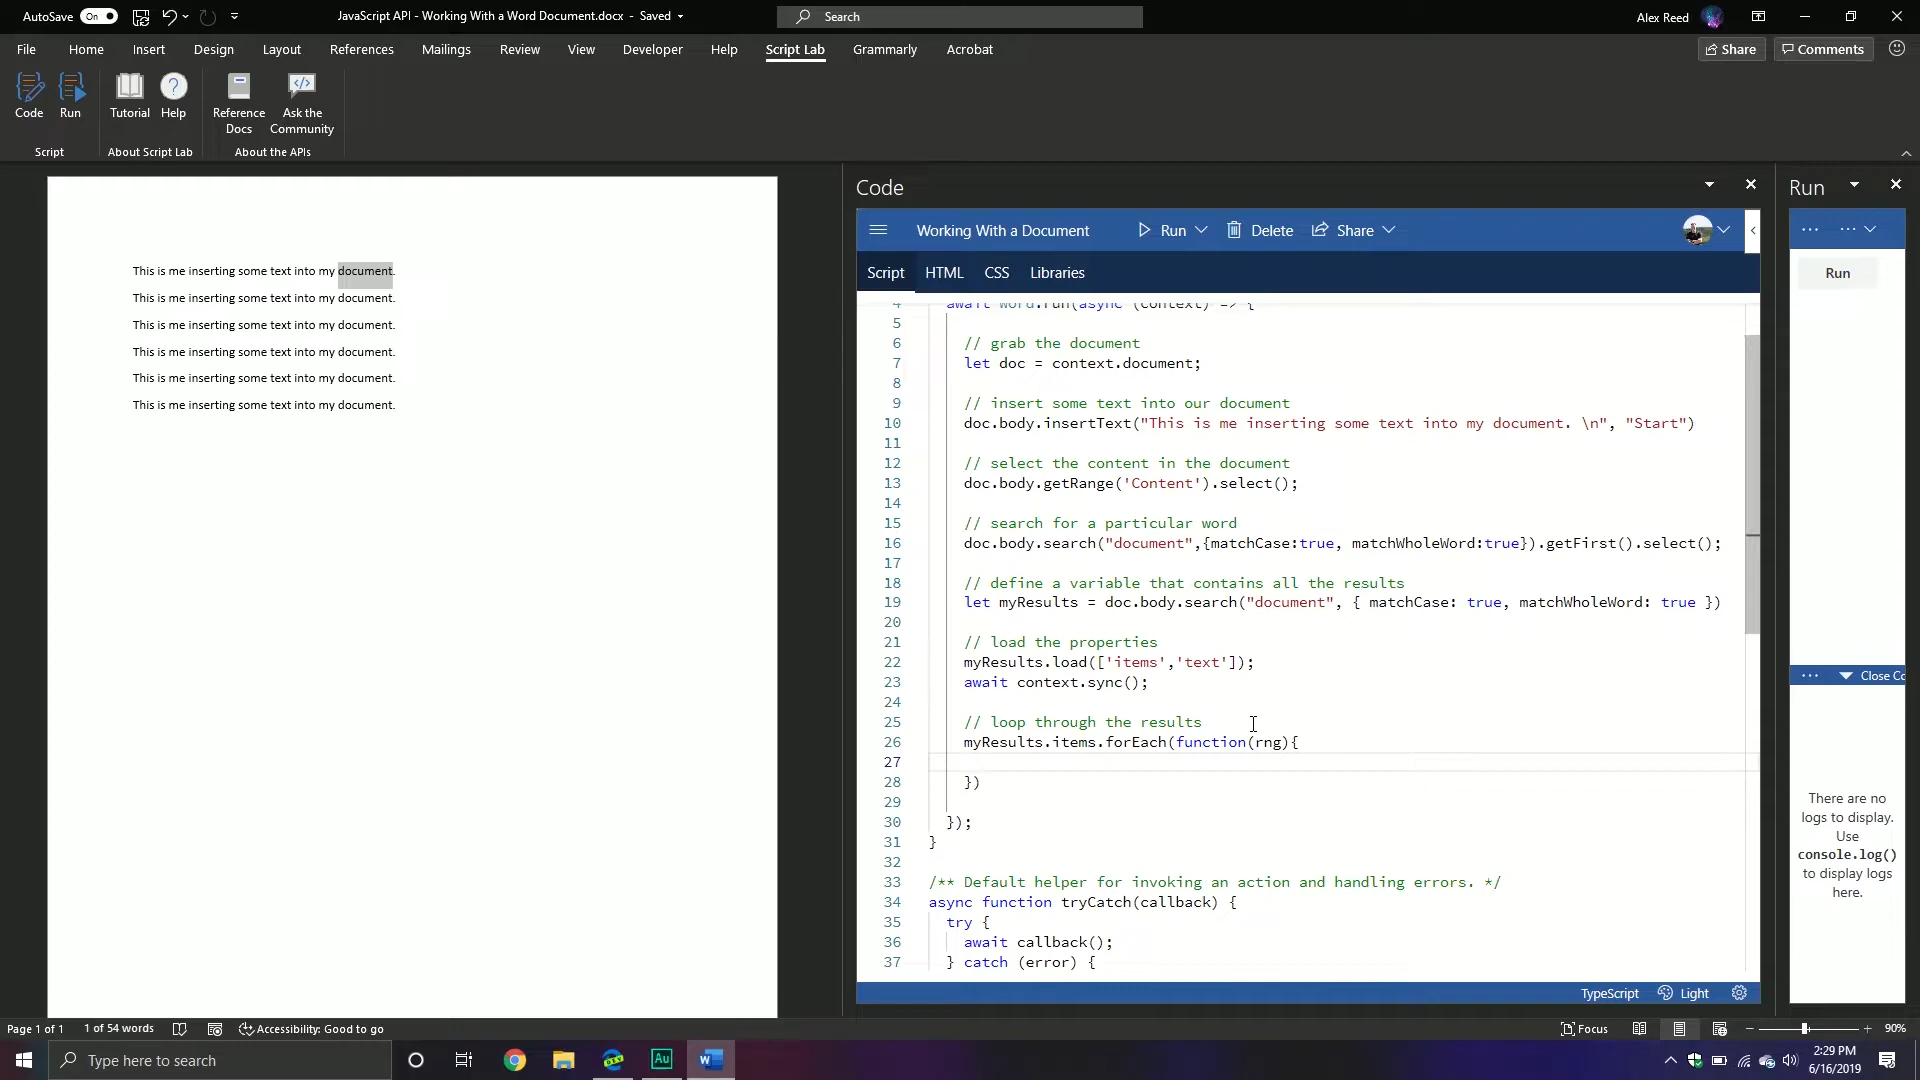 AutoSave On
JavaScript API - Working With a Word Document.docx - Saved
Search
Alex Reed
File Home Insert Design Layout References Mailings Review View Developer Help Script Lab Grammarly Acrobat
Share Comments
Code Run Tutorial Help Reference Docs Ask the Community
Script About Script Lab About the APIs
This is me inserting some text into my document.
This is me inserting some text into my document.
This is me inserting some text into my document.
This is me inserting some text into my document.
This is me inserting some text into my document.
This is me inserting some text into my document.
Code
Working With a Document Run Delete Share
Script HTML CSS Libraries
4 await Word.run(async (context) => {
5
6 // grab the document
7 let doc = context.document;
8
9 // insert some text into our document
10 doc.body.insertText("This is me inserting some text into my document. \n", "Start")
11
12 // select the content in the document
13 doc.body.getRange('Content').select();
14
15 // search for a particular word
16 doc.body.search("document",{matchCase:true, matchWholeWord:true}).getFirst().select();
17
18 // define a variable that contains all the results
19 let myResults = doc.body.search("document", { matchCase: true, matchWholeWord: true })
20
21 // load the properties
22 myResults.load(['items','text']);
23 await context.sync();
24
25 // loop through the results
26 myResults.items.forEach(function(rng){
27
28 })
29
30 });
31 }
32
33 /** Default helper for invoking an action and handling errors. */
34 async function tryCatch(callback) {
35 try {
36 await callback();
37 } catch (error) {
TypeScript Light
Run
Run
Close Co
There are no
logs to display.
Use
console.log()
to display logs
here.
Page 1 of 1 1 of 54 words Accessibility: Good to go
Focus 90%
Type here to search
DEV
Au
2:29 PM
6/16/2019